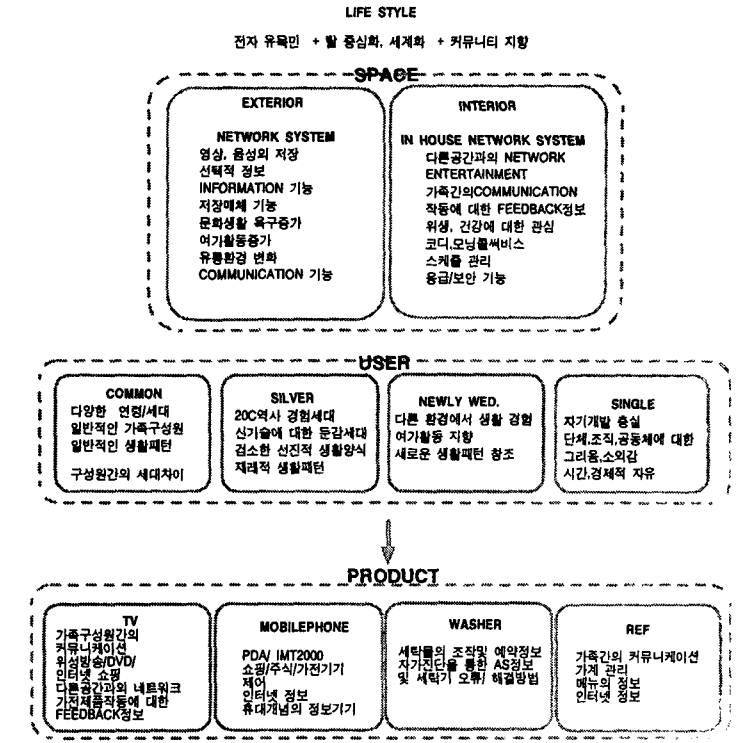 LIFE STYLE
전자 유목민 + 탈 중심화, 세계화 + 커뮤니티 지향
SPACE
EXTERIOR
NETWORK SYSTEM
영상, 음성의 저장
선택적 정보
INFORMATION 기능
저장매체 기능
문화생활 욕구증가
여가활동증가
유통환경 변화
COMMUNICATION 기능
INTERIOR
IN HOUSE NETWORK SYSTEM
다른공간과의 NETWORK
ENTERTAINMENT
가족간의COMMUNICATION
작동에 대한 FEEDBACK정보
위생, 건강에 대한 관심
코디,모닝콜써비스
스케줄 관리
응급/보안 기능
USER
COMMON
다양한 연령/세대
일반적인 가족구성원
일반적인 생활패턴
구성원간의 세대차이
SILVER
20C역사 경험세대
신기술에 대한 둔감세대
검소한 선진적 생활양식
재래적 생활패턴
NEWLY WED.
다른 환경에서 생활 경험
여가활동 지향
새로운 생활패턴 창조
SINGLE
자기개발 충실
단체,조직,공동체에 대한
그리움,소외감
시간,경제적 자유
PRODUCT
TV
가족구성원간의
커뮤니케이션
위성방송/DVD/
인터넷 쇼핑
다른공간과의 네트워크
가전제품작동에 대한
FEEDBACK정보
MOBILEPHONE
PDA/ IMT2000
쇼핑/주식/가전기기
제어
인터넷 정보
휴대개념의 정보기기
WASHER
세탁물의 조작및 예약정보
자가진단을 통한 AS정보
및 세탁기 오류/ 해결방법
REF
가족간의 커뮤니케이션
가계 관리
메뉴의 정보
인터넷 정보